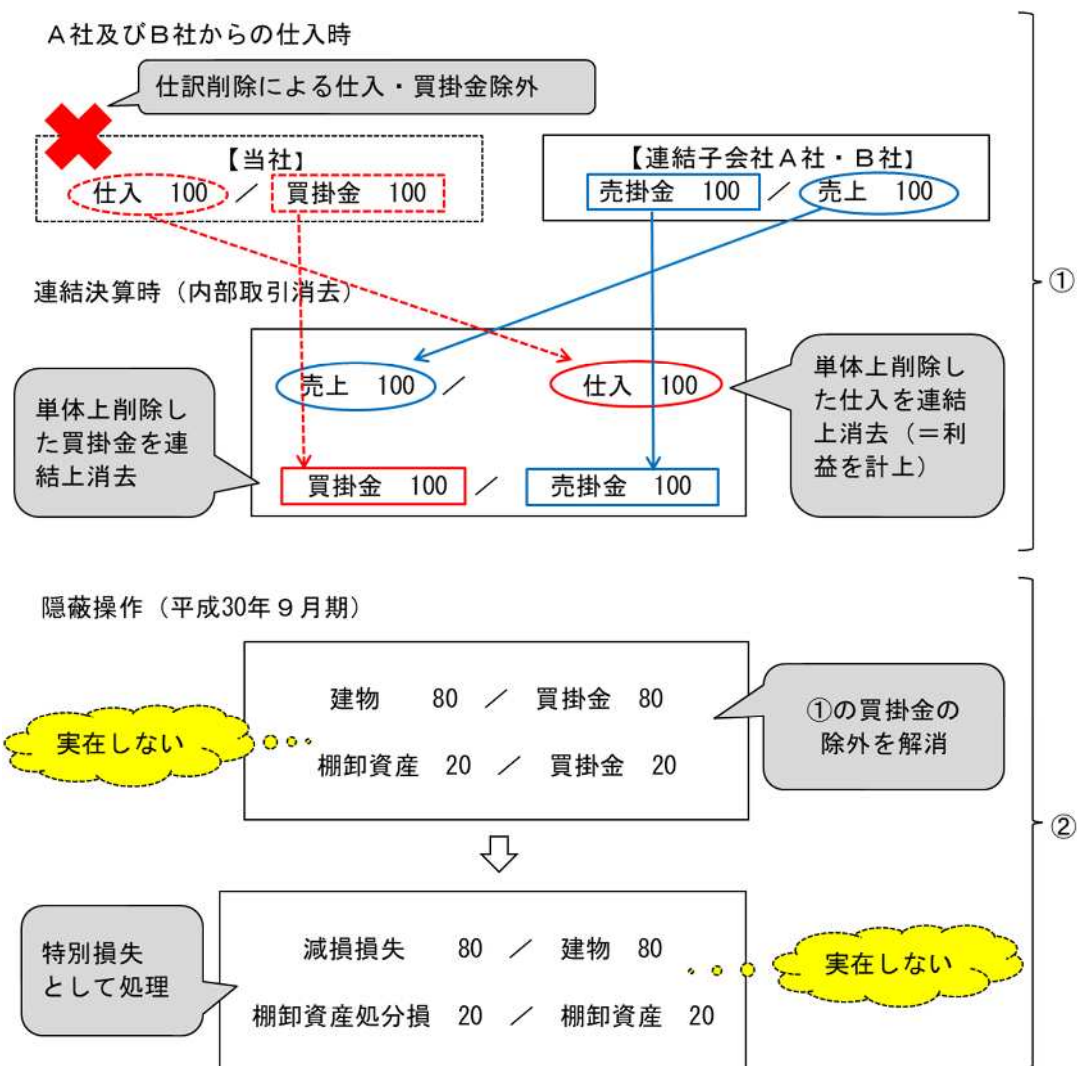 A社及びB社からの仕入時
仕訳削除による仕入・買掛金除外
【当社】
仕入 100 ／ 買掛金 100
【連結子会社A社・B社】
売掛金 100 ／ 売上 100
①
連結決算時（内部取引消去）
売上 100 ／ 仕入 100
買掛金 100 ／ 売掛金 100
単体上削除し
た買掛金を連
結上消去
単体上削除し
た仕入を連結
上消去（＝利
益を計上）
隠蔽操作（平成30年９月期）
建物 80 ／ 買掛金 80
棚卸資産 20 ／ 買掛金 20
実在しない
①の買掛金の
除外を解消
②
特別損失
として処理
減損損失 80 ／ 建物 80
棚卸資産処分損 20 ／ 棚卸資産 20
実在しない